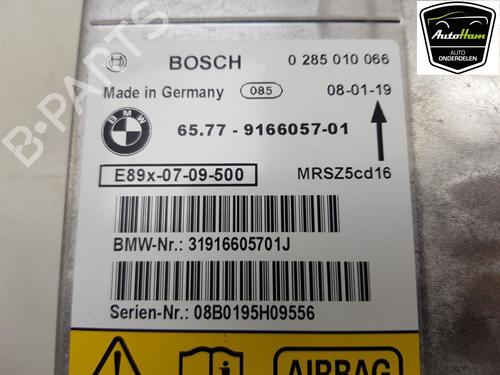 AutoHam
AUTO
ONDERDELEN
B-PARTS
BOSCH 0 285 010 066
Made in Germany 085 08-01-19
BMW
65.77 - 9166057-01
E89x-07-09-500 MRSZ5cd16
BMW-Nr.: 31916605701J
Serien-Nr.: 08B0195H09556
AIRBAG